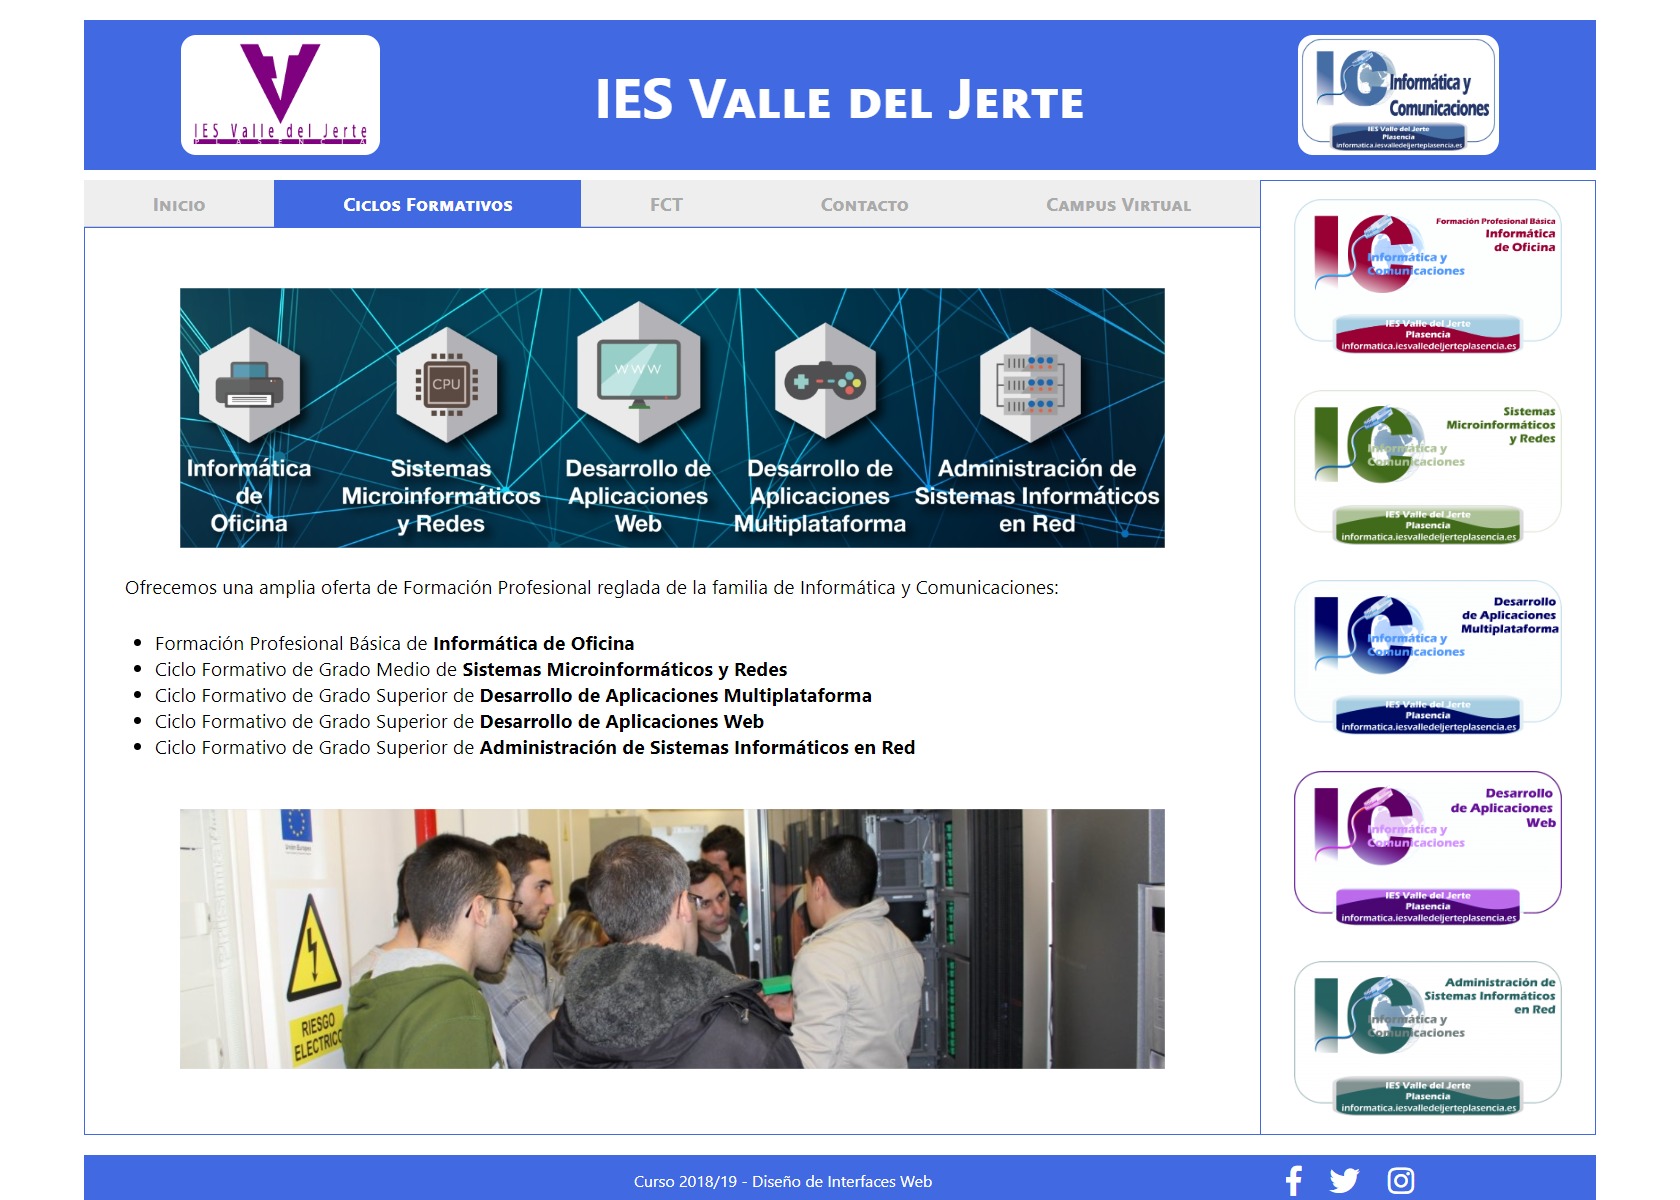 IES Valle del Jerte
PLASENCIA
IES Valle del Jerte
Informática y
Comunicaciones
IES Valle del Jerte
Plasencia
informatica.iesvalledeljerteplasencia.es
Inicio
Ciclos Formativos
FCT
Contacto
Campus Virtual
CPU
WWW
Informática
de
Oficina
Sistemas
Microinformáticos
y Redes
Desarrollo de
Aplicaciones
Web
Desarrollo de
Aplicaciones
Multiplataforma
Administración de
Sistemas Informáticos
en Red
Ofrecemos una amplia oferta de Formación Profesional reglada de la familia de Informática y Comunicaciones:
Formación Profesional Básica de Informática de Oficina
Ciclo Formativo de Grado Medio de Sistemas Microinformáticos y Redes
Ciclo Formativo de Grado Superior de Desarrollo de Aplicaciones Multiplataforma
Ciclo Formativo de Grado Superior de Desarrollo de Aplicaciones Web
Ciclo Formativo de Grado Superior de Administración de Sistemas Informáticos en Red
Unión Europea
RIESGO
ELECTRICO
Formación Profesional Básica
Informática
de Oficina
Informática y
Comunicaciones
IES Valle del Jerte
Plasencia
informatica.iesvalledeljerteplasencia.es
Sistemas
Microinformáticos
y Redes
Informática y
Comunicaciones
IES Valle del Jerte
Plasencia
informatica.iesvalledeljerteplasencia.es
Desarrollo
de Aplicaciones
Multiplataforma
Informática y
Comunicaciones
IES Valle del Jerte
Plasencia
informatica.iesvalledeljerteplasencia.es
Desarrollo
de Aplicaciones
Web
Informática y
Comunicaciones
IES Valle del Jerte
Plasencia
informatica.iesvalledeljerteplasencia.es
Administración de
Sistemas Informáticos
en Red
Informática y
Comunicaciones
IES Valle del Jerte
Plasencia
informatica.iesvalledeljerteplasencia.es
Curso 2018/19 - Diseño de Interfaces Web